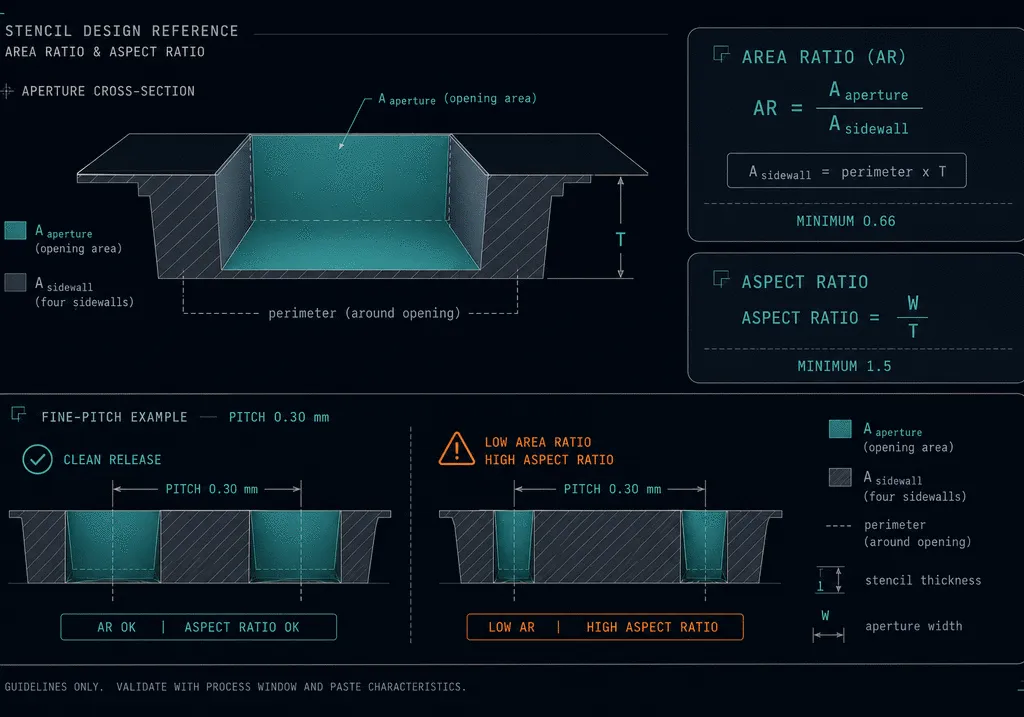 STENCIL DESIGN REFERENCE
AREA RATIO & ASPECT RATIO
APERTURE CROSS-SECTION
A aperture (opening area)
A aperture
(opening area)
A sidewall
(four sidewalls)
T
perimeter (around opening)
AREA RATIO (AR)
AR = A aperture
A sidewall
A sidewall = perimeter x T
MINIMUM 0.66
ASPECT RATIO
ASPECT RATIO = W
T
MINIMUM 1.5
FINE-PITCH EXAMPLE — PITCH 0.30 mm
CLEAN RELEASE
PITCH 0.30 mm
AR OK | ASPECT RATIO OK
LOW AREA RATIO
HIGH ASPECT RATIO
PITCH 0.30 mm
LOW AR | HIGH ASPECT RATIO
A aperture
(opening area)
A sidewall
(four sidewalls)
perimeter
(around opening)
stencil thickness
W
aperture width
GUIDELINES ONLY. VALIDATE WITH PROCESS WINDOW AND PASTE CHARACTERISTICS.